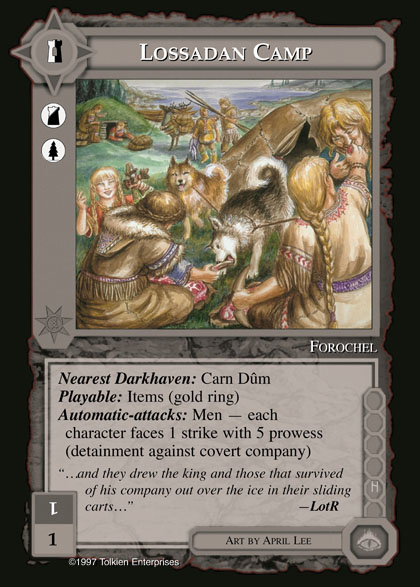 Lossadan Camp
Forochel
Nearest Darkhaven: Carn Dûm
Playable: Items (gold ring)
Automatic-attacks: Men — each
character faces 1 strike with 5 prowess
(detainment against covert company)
“…and they drew the king and those that survived
of his company out over the ice in their sliding
carts…”
–LotR
1
1
H
Art by April Lee
©1997 Tolkien Enterprises